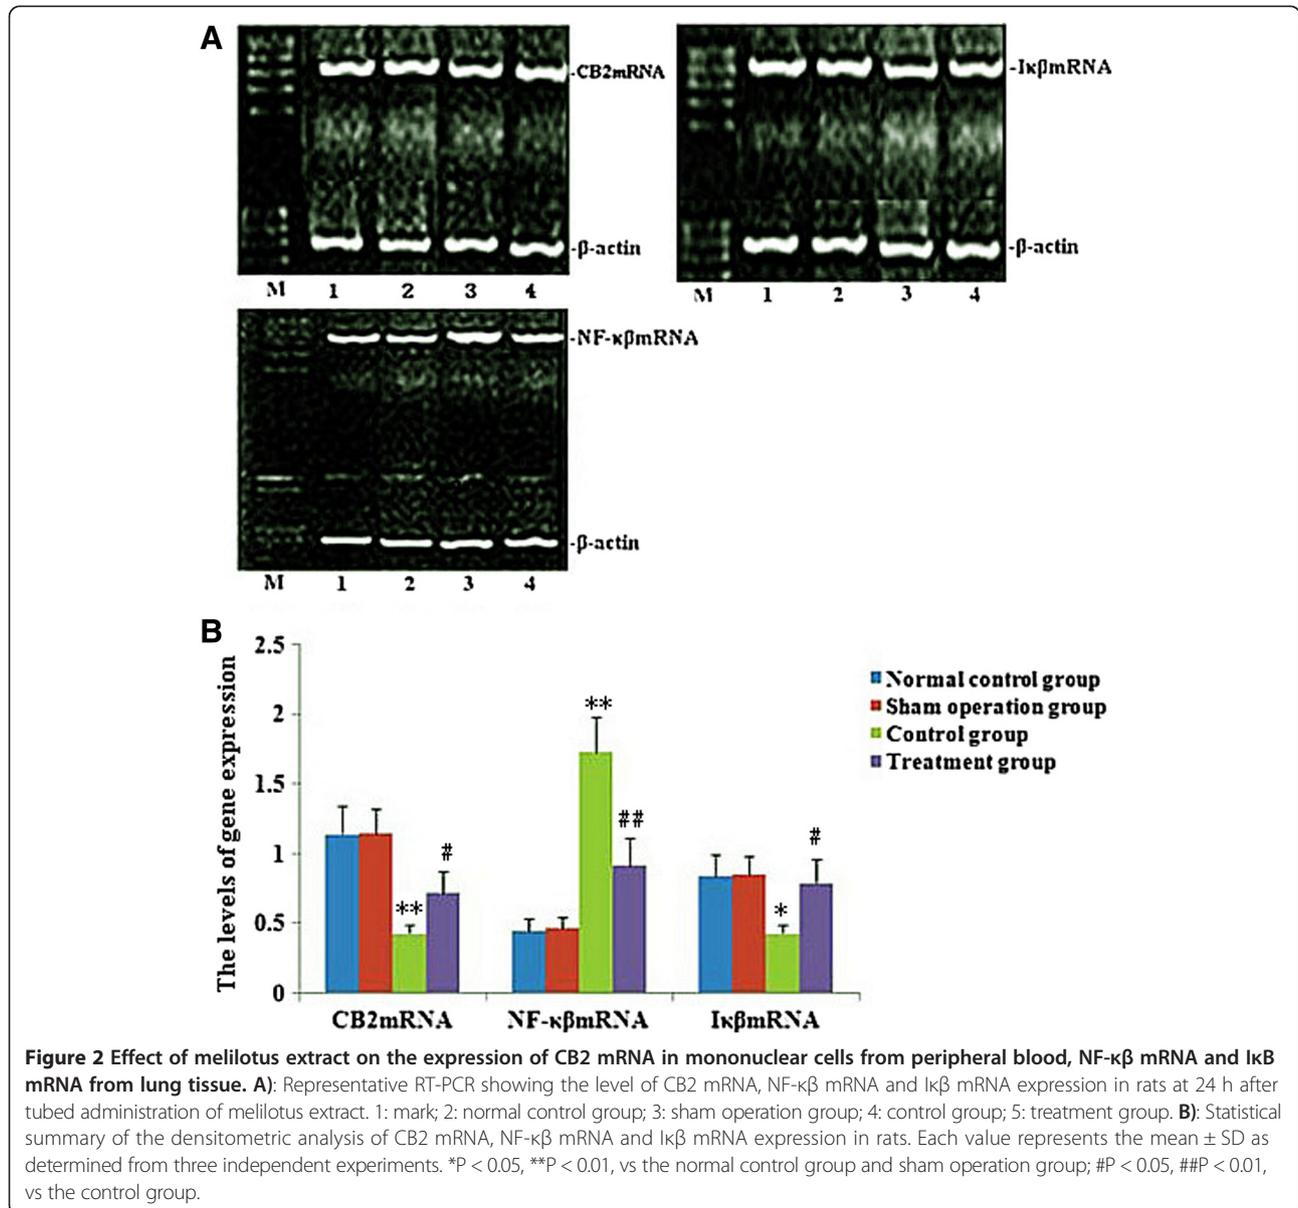 A
-CB2mRNA
-β-actin
M 1 2 3 4
-IκβmRNA
-β-actin
M 1 2 3 4
-NF-κβmRNA
-β-actin
M 1 2 3 4
B
The levels of gene expression
2.5
2
1.5
1
0.5
0
**
#
**
##
*
#
CB2mRNA NF-κβmRNA IκβmRNA
Normal control group
Sham operation group
Control group
Treatment group
Figure 2 Effect of melilotus extract on the expression of CB2 mRNA in mononuclear cells from peripheral blood, NF-κβ mRNA and IκB
mRNA from lung tissue. A): Representative RT-PCR showing the level of CB2 mRNA, NF-κβ mRNA and Iκβ mRNA expression in rats at 24 h after
tubed administration of melilotus extract. 1: mark; 2: normal control group; 3: sham operation group; 4: control group; 5: treatment group. B): Statistical
summary of the densitometric analysis of CB2 mRNA, NF-κβ mRNA and Iκβ mRNA expression in rats. Each value represents the mean ± SD as
determined from three independent experiments. *P < 0.05, **P < 0.01, vs the normal control group and sham operation group; #P < 0.05, ##P < 0.01,
vs the control group.